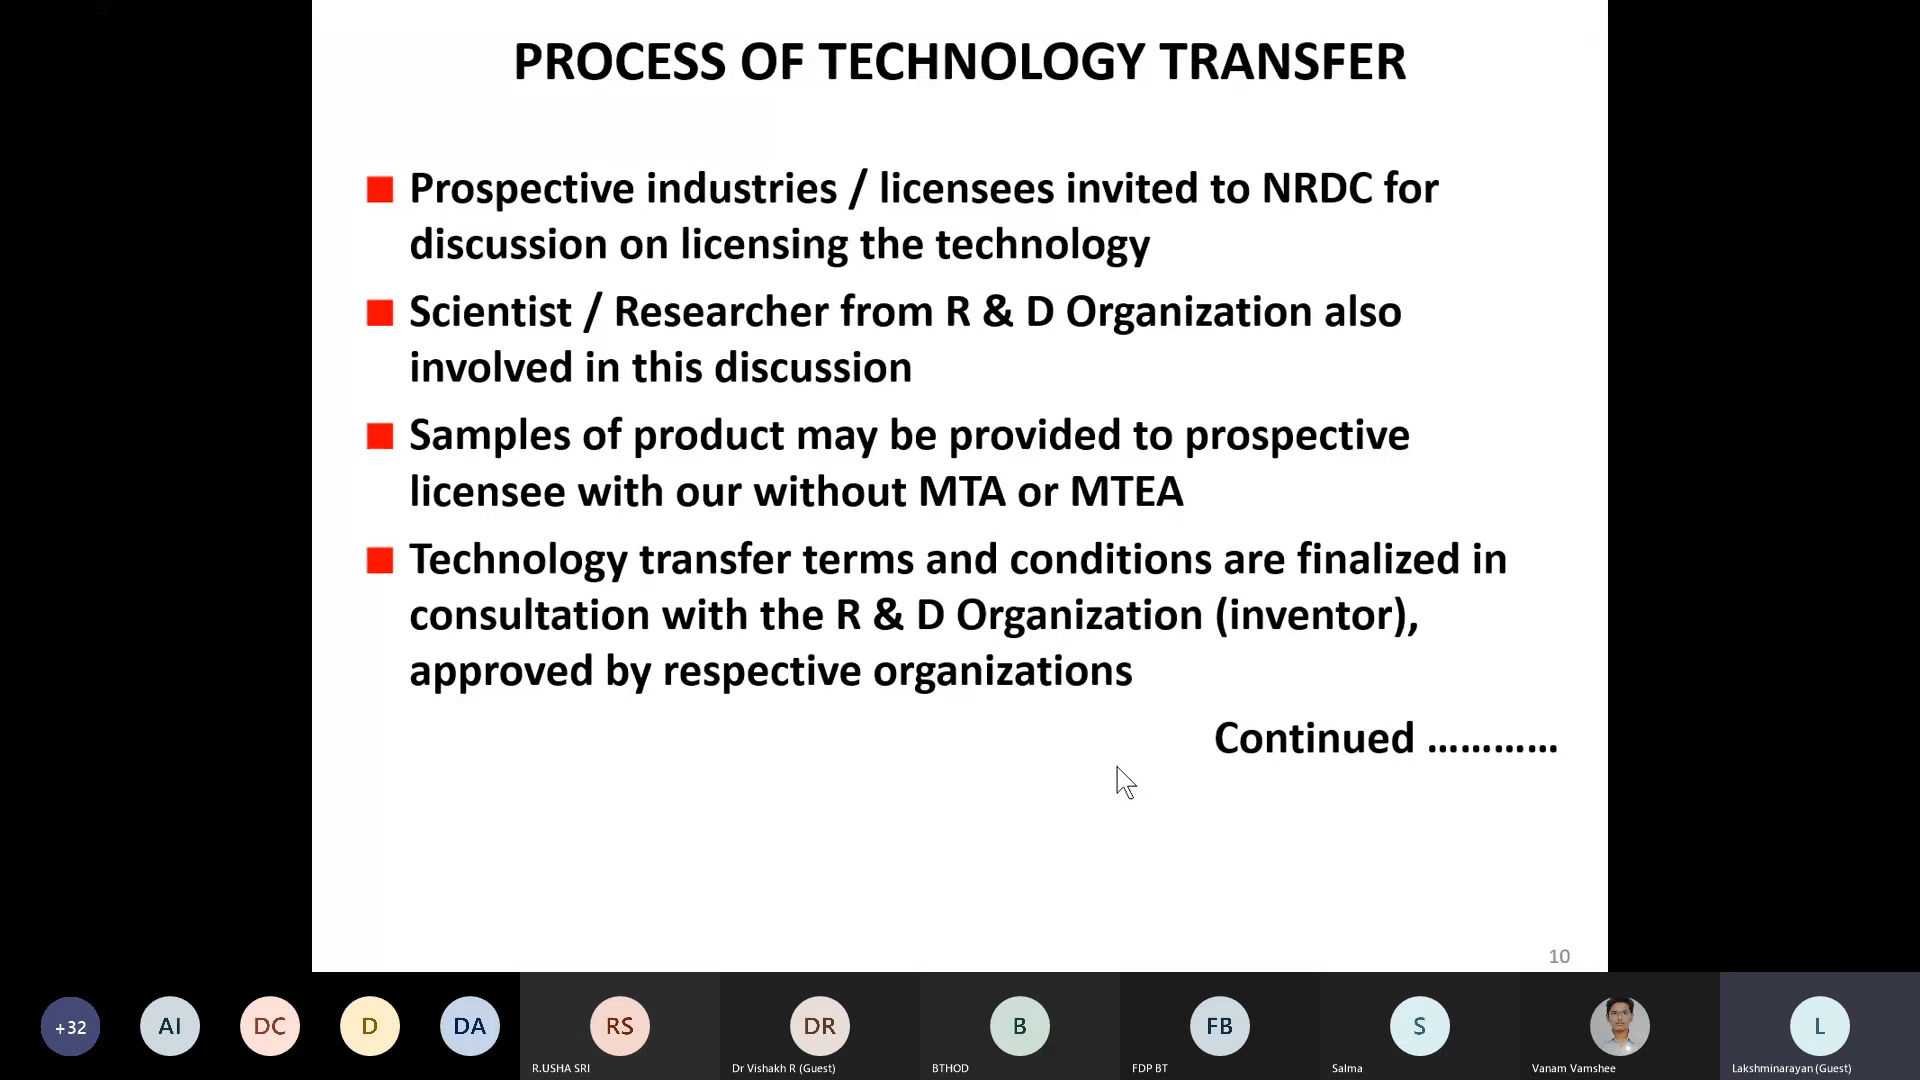 PROCESS OF TECHNOLOGY TRANSFER
Prospective industries / licensees invited to NRDC for
discussion on licensing the technology
Scientist / Researcher from R & D Organization also
involved in this discussion
Samples of product may be provided to prospective
licensee with our without MTA or MTEA
Technology transfer terms and conditions are finalized in
consultation with the R & D Organization (inventor),
approved by respective organizations
Continued ............
10
+32
AI
DC
D
DA
RS
DR
B
FB
S
L
R.USHA SRI
Dr Vishakh R (Guest)
BTHOD
FDP BT
Salma
Vanam Vamshee
Lakshminarayan (Guest)